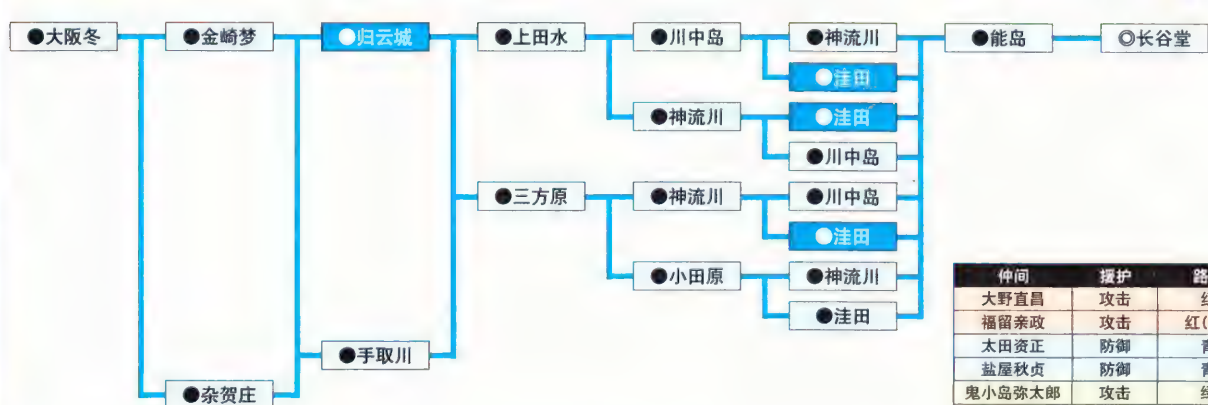 ●大阪冬 ●金崎梦 ○归云城 ●上田水 ●川中岛 ●神流川 ●能岛 ◎长谷堂
○洼田
●神流川 ○洼田
●川中岛
●三方原 ●神流川 ●川中岛
○洼田
●小田原 ●神流川
●洼田
●手取川
●杂贺庄
仲间 援护 路
大野直昌 攻击
福留亲政 攻击 红(
太田资正 防御
盐屋秋贞 防御
鬼小岛弥太郎 攻击